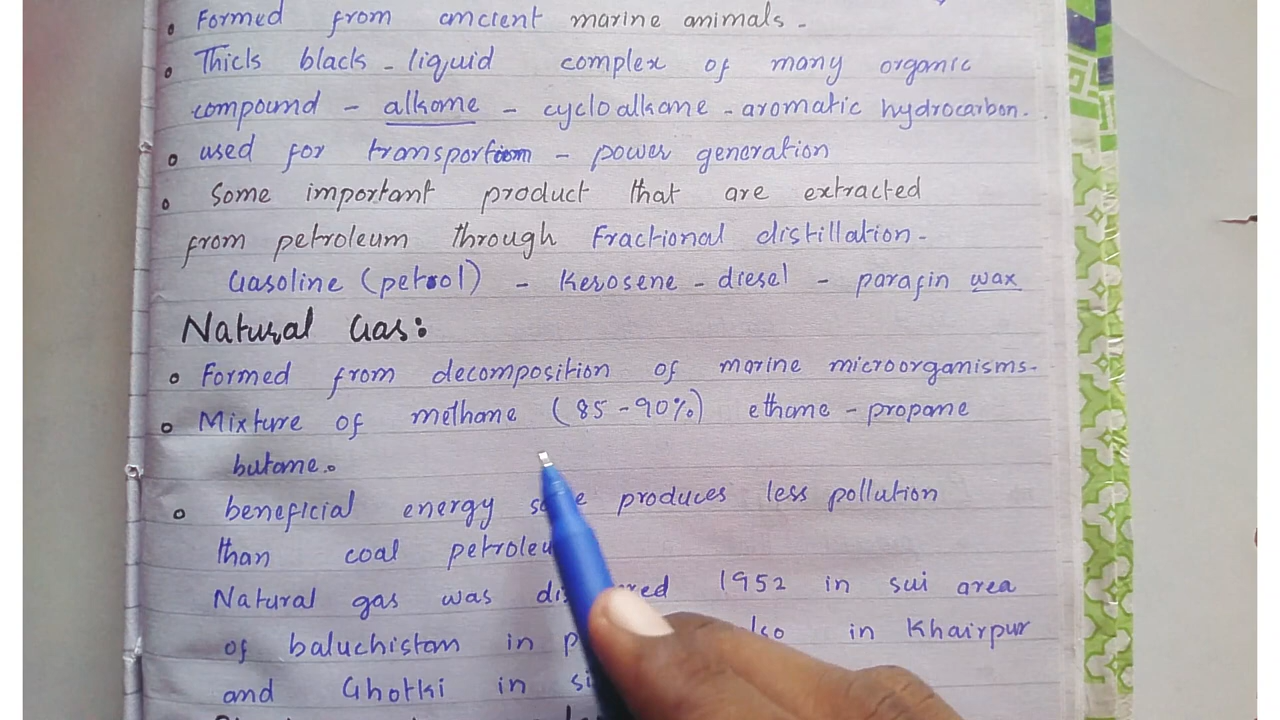 • Formed from ancient marine animals.
• Thick black - liquid complex of many organic
compound - alkane - cycloalkane - aromatic hydrocarbon.
• used for transportion - power generation
• Some important product that are extracted
from petroleum through Fractional distillation.
Gasoline (petrol) - Kerosene - diesel - parafin wax
Natural Gas:
• Formed from decomposition of marine microorganisms.
• Mixture of methane (85-90%) ethane - propane
butane.
• beneficial energy produces less pollution
than coal
Natural gas was 1952 in sui area
of baluchistan in in Khairpur
and Ghotki in